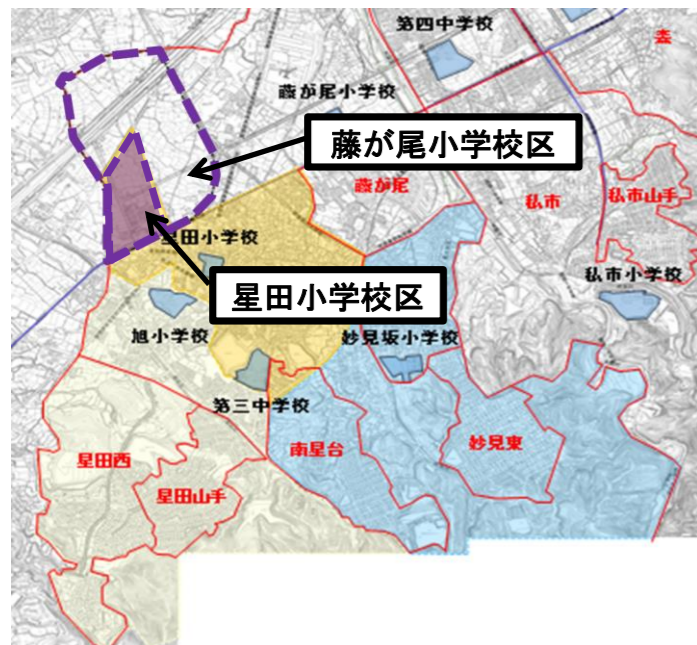 第四中学校
藤が尾小学校
藤が尾小学校区
藤が尾
私市
私市山手
星田小学校
星田小学校区
私市小学校
旭小学校
妙見坂小学校
第三中学校
南星台
妙見東
星田西
星田山手